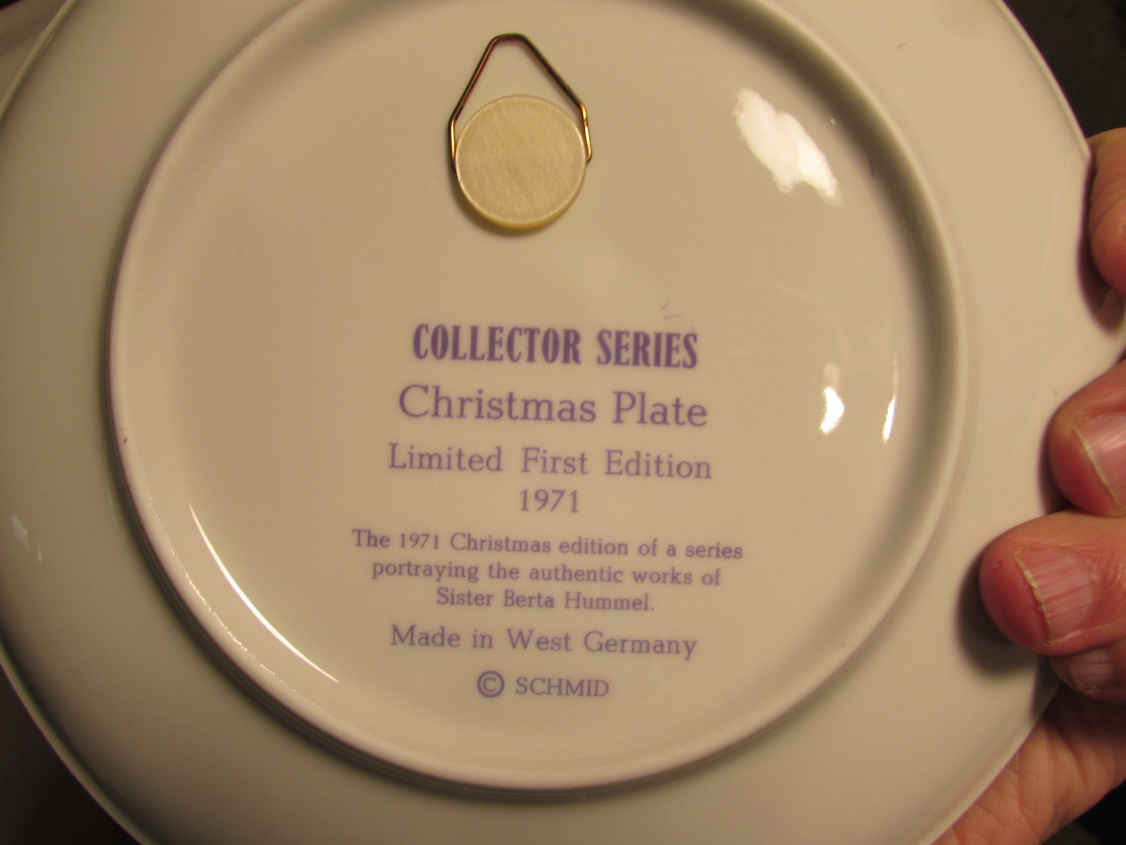 COLLECTOR SERIES
Christmas Plate
Limited First Edition
1971
The 1971 Christmas edition of a series
portraying the authentic works of
Sister Berta Hummel.
Made in West Germany
© SCHMID